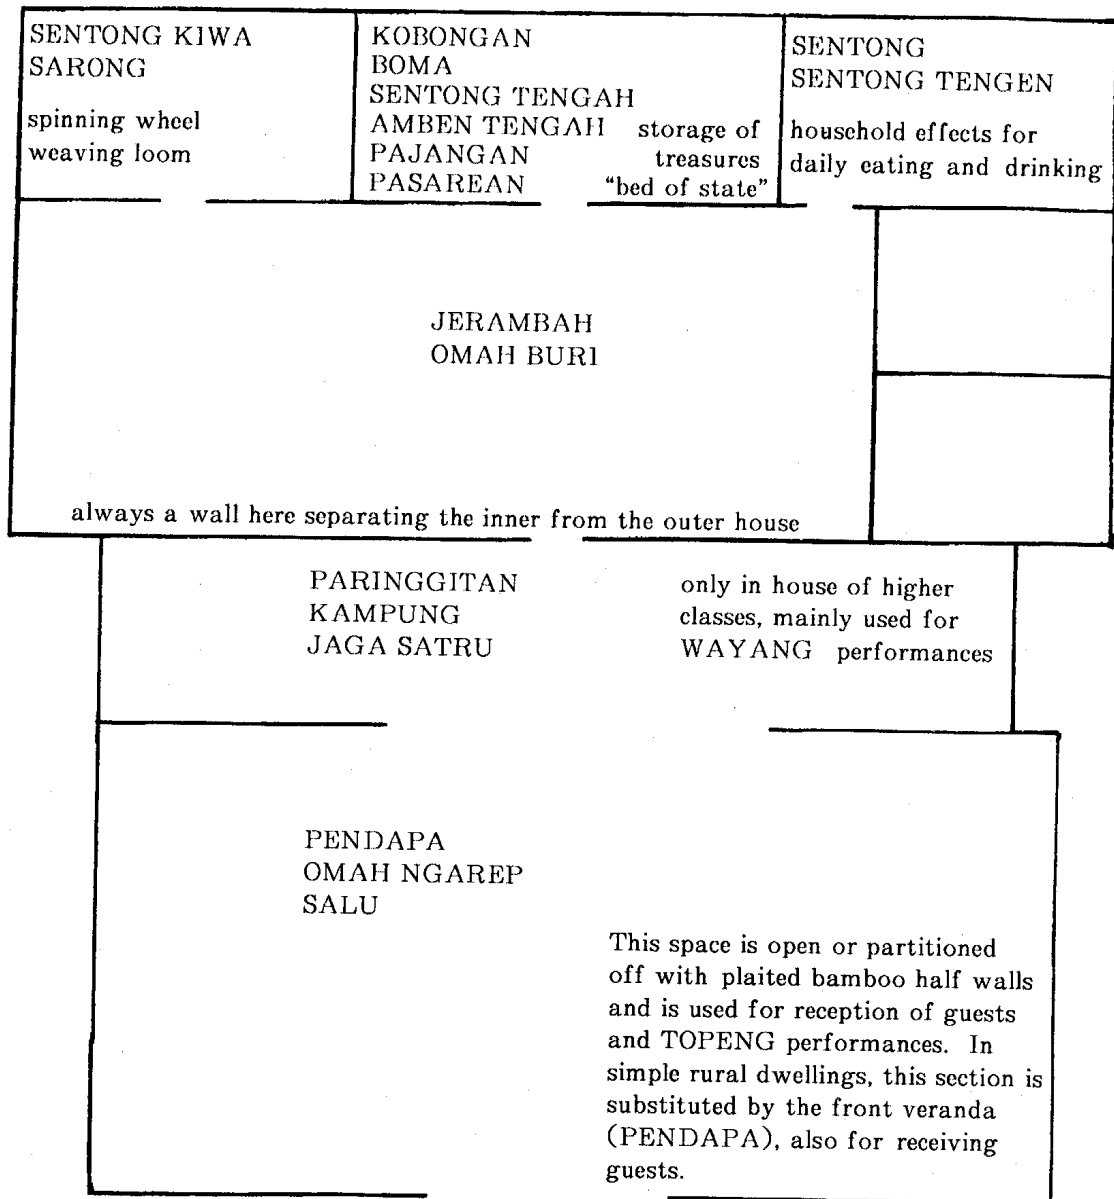 SENTONG KIWA
SARONG
spinning wheel
weaving loom
KOBONGAN
BOMA
SENTONG TENGAH
AMBEN TENGAH storage of
PAJANGAN treasures
PASAREAN "bed of state"
SENTONG
SENTONG TENGEN
household effects for
daily eating and drinking
JERAMBAH
OMAH BURI
always a wall here separating the inner from the outer house
PARINGGITAN
KAMPUNG
JAGA SATRU
only in house of higher
classes, mainly used for
WAYANG performances
PENDAPA
OMAH NGAREP
SALU
This space is open or partitioned
off with plaited bamboo half walls
and is used for reception of guests
and TOPENG performances. In
simple rural dwellings, this section is
substituted by the front veranda
(PENDAPA), also for receiving
guests.